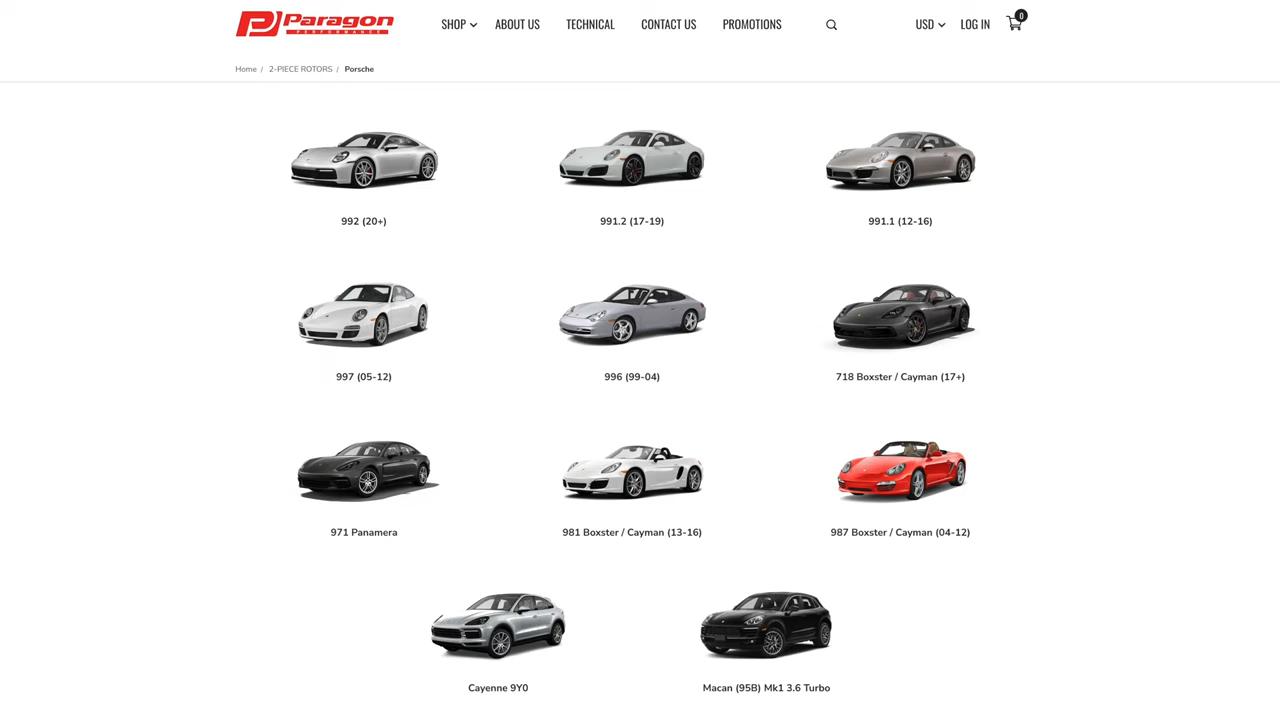 Paragon
PERFORMANCE
SHOP
ABOUT US
TECHNICAL
CONTACT US
PROMOTIONS
USD
LOG IN
0
Home / 2-PIECE ROTORS / Porsche
992 (20+)
991.2 (17-19)
991.1 (12-16)
997 (05-12)
996 (99-04)
718 Boxster / Cayman (17+)
971 Panamera
981 Boxster / Cayman (13-16)
987 Boxster / Cayman (04-12)
Cayenne 9Y0
Macan (95B) Mk1 3.6 Turbo